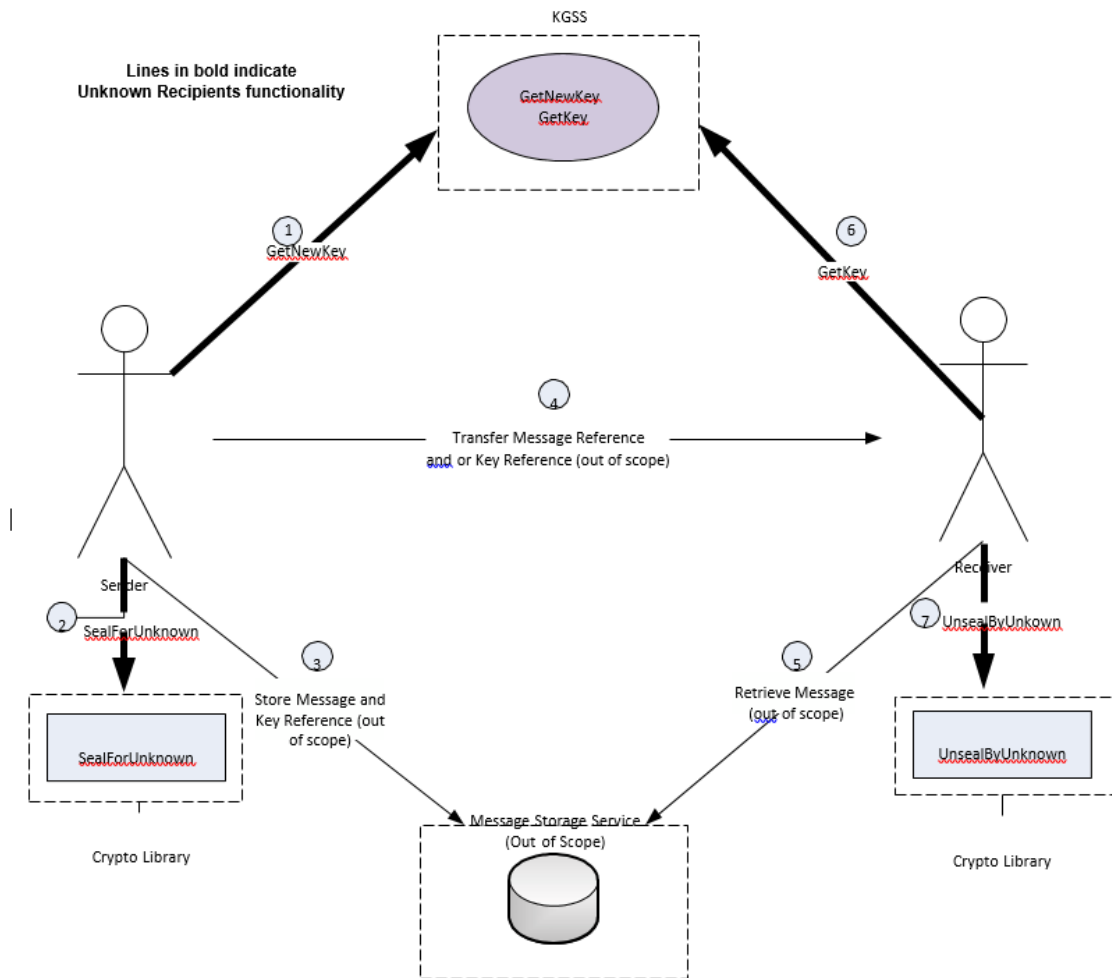 KGSS
Lines in bold indicate
Unknown Recipients functionality
GetNewKey
GetKey
1
GetNewKey
6
GetKey
4
Transfer Message Reference
and or Key Reference (out of scope)
Sender
Receiver
2
SealForUnknown
7
UnsealByUnkown
3
Store Message and
Key Reference (out
of scope)
5
Retrieve Message
(out of scope)
SealForUnknown
UnsealByUnknown
Message Storage Service
(Out of Scope)
Crypto Library
Crypto Library